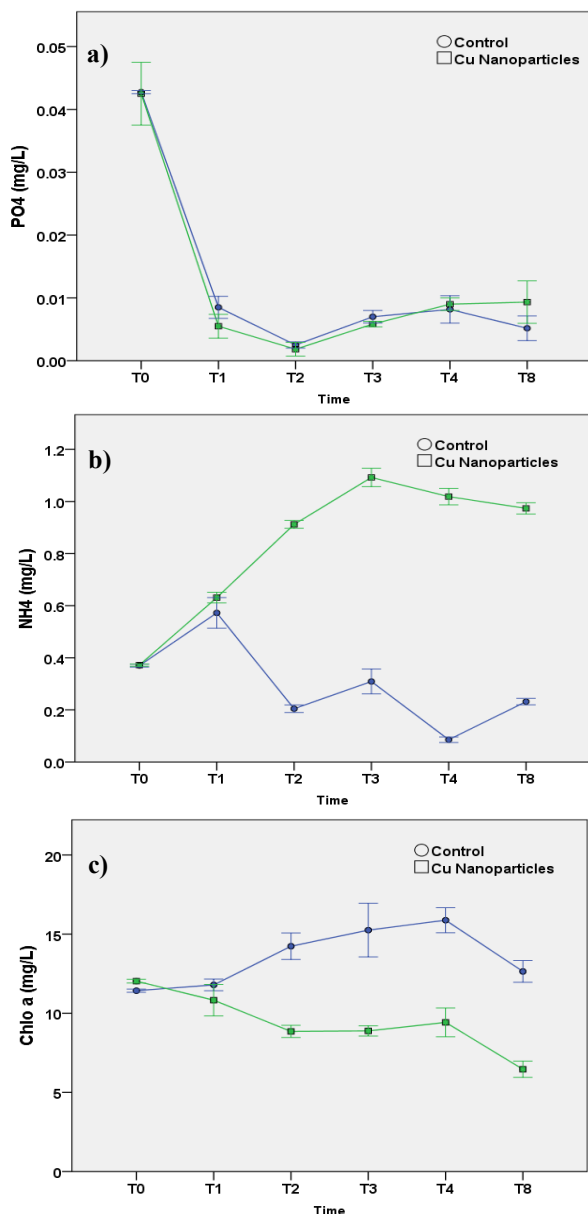 a)
Control
Cu Nanoparticles
PO4 (mg/L)
0.05
0.04
0.03
0.02
0.01
0.00
T0 T1 T2 T3 T4 T8
Time
b)
Control
Cu Nanoparticles
NH4 (mg/L)
1.2
1.0
0.8
0.6
0.4
0.2
0.0
T0 T1 T2 T3 T4 T8
Time
c)
Control
Cu Nanoparticles
Chlo a (mg/L)
20
15
10
5
0
T0 T1 T2 T3 T4 T8
Time